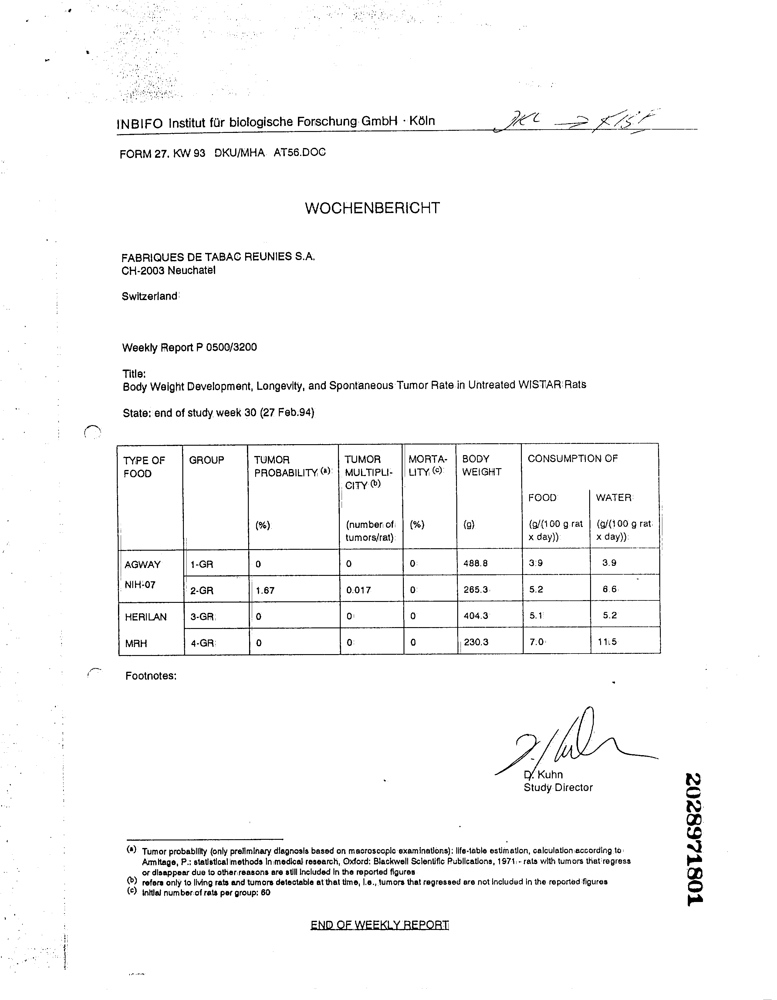 INBIFO Institut für biologische Forschung GmbH · Köln
FORM 27. KW 93 DKU/MHA AT56.DOC
WOCHENBERICHT
FABRIQUES DE TABAC REUNIES S.A.
CH-2003 Neuchatel
Switzerland
Weekly Report P 0500/3200
Title:
Body Weight Development, Longevity, and Spontaneous Tumor Rate in Untreated WISTAR Rats
State: end of study week 30 (27 Feb.94)
TYPE OF FOOD GROUP TUMOR PROBABILITY (a) TUMOR MULTIPLI-CITY (b) MORTA-LITY (c) BODY WEIGHT CONSUMPTION OF
FOOD WATER
(%) (number of tumors/rat) (%) (g) (g/(100 g rat x day)) (g/(100 g rat x day))
AGWAY 1-GR 0 0 0 488.8 3.9 3.9
NIH-07 2-GR 1.67 0.017 0 265.3 5.2 6.6
HERILAN 3-GR 0 0 0 404.3 5.1 5.2
MRH 4-GR 0 0 0 230.3 7.0 11.5
Footnotes:
D. Kuhn
Study Director
(a) Tumor probability (only preliminary diagnosis based on macroscopic examinations): life-table estimation, calculation according to
Armitage, P.: statistical methods in medical research, Oxford: Blackwell Scientific Publications, 1971. - rats with tumors that regress
or disappear due to other reasons are still included in the reported figures
(b) refers only to living rats and tumors detectable at that time, i.e., tumors that regressed are not included in the reported figures
(c) Initial number of rats per group: 60
END OF WEEKLY REPORT
2028971801